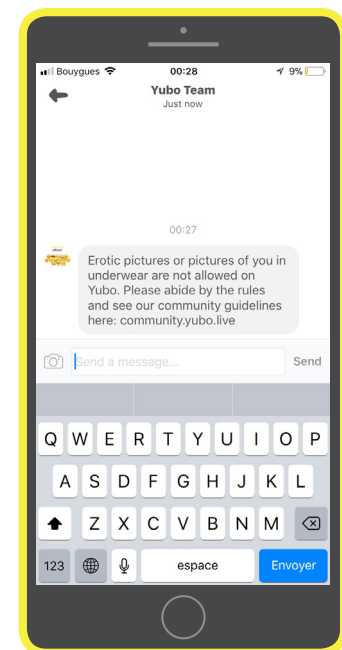 Bouygues 00:28 9%
Yubo Team
Just now
00:27
Erotic pictures or pictures of you in
underwear are not allowed on
Yubo. Please abide by the rules
and see our community guidelines
here: community.yubo.live
Send a message... Send
Q W E R T Y U I O P
A S D F G H J K L
Z X C V B N M
123 espace Envoyer